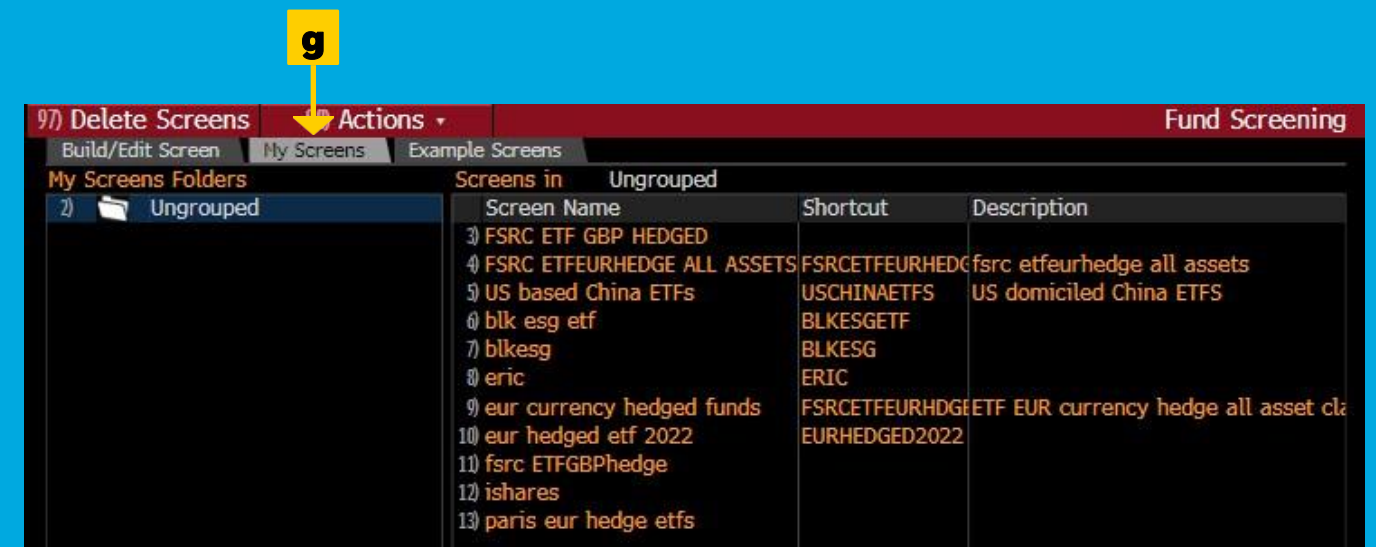 g
97) Delete Screens Actions Fund Screening
Build/Edit Screen My Screens Example Screens
My Screens Folders Screens in Ungrouped
2) Ungrouped Screen Name Shortcut Description
3) FSRC ETF GBP HEDGED
4) FSRC ETFEURHEDGE ALL ASSETS FSRCETFEURHEDG fsrc etfeurhedge all assets
5) US based China ETFs USCHINAETFS US domiciled China ETFS
6) blk esg etf BLKESGETF
7) blkesg BLKESG
8) eric ERIC
9) eur currency hedged funds FSRCETFEURHDGE ETF EUR currency hedge all asset cla
10) eur hedged etf 2022 EURHEDGED2022
11) fsrc ETFGBPhedge
12) ishares
13) paris eur hedge etfs